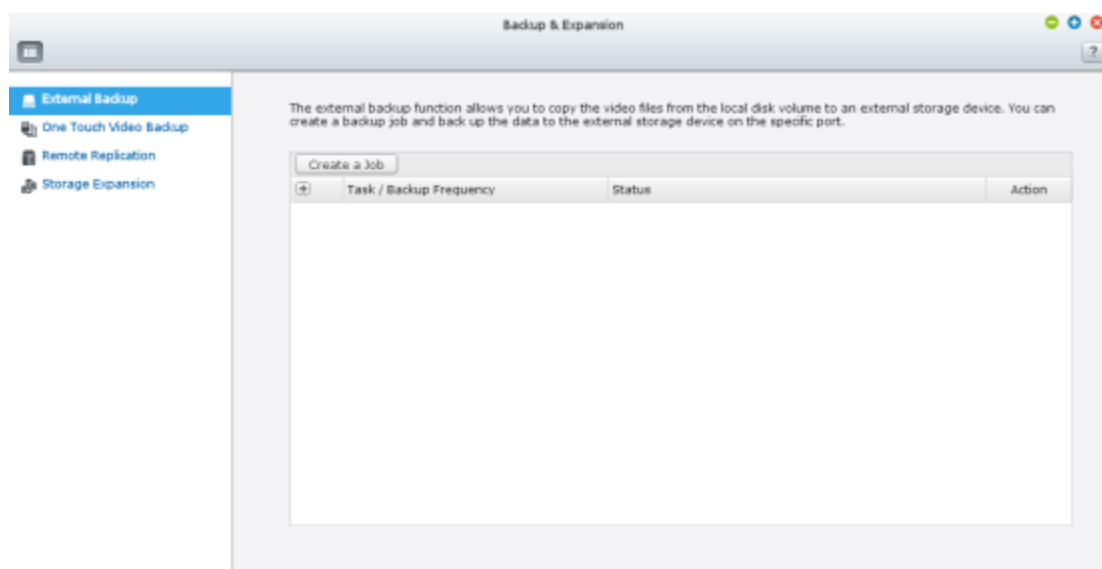 Backup & Expansion
?
External Backup
One Touch Video Backup
Remote Replication
Storage Expansion
The external backup function allows you to copy the video files from the local disk volume to an external storage device. You can
create a backup job and back up the data to the external storage device on the specific port.
Create a Job
Task / Backup Frequency Status Action